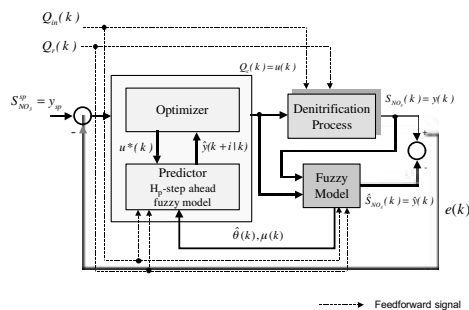 Q_in(k)
Q_r(k)
Q_c(k)=u(k)
S^sp_NO3 = y_sp
S_NO3(k)=y(k)
Optimizer
Denitrification
Process
+
-
u*(k)
ŷ(k+i|k)
Predictor
H_p-step ahead
fuzzy model
Fuzzy
Model
-
Ŝ_NO3(k)=ŷ(k)
e(k)
θ̂(k),μ(k)
Feedforward signal